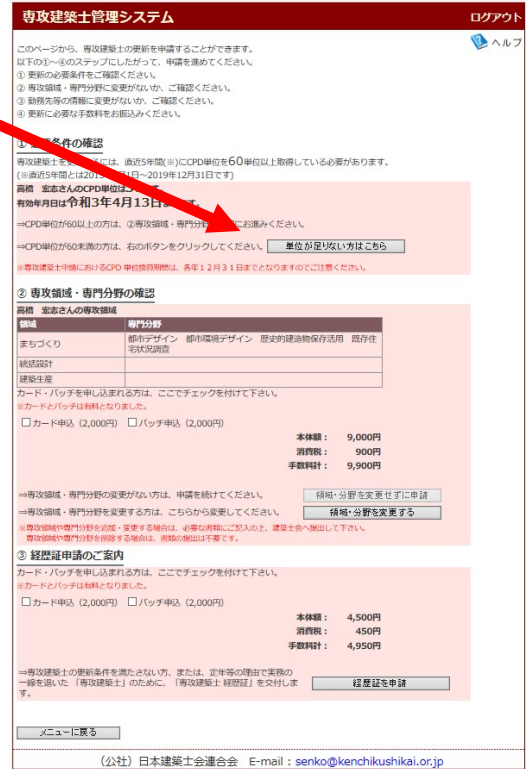 専攻建築士管理システム
ログアウト
ヘルプ
このページから、専攻建築士の更新を申請することができます。
以下の①～④のステップにしたがって、申請を進めてください。
① 更新の必要条件をご確認ください。
② 専攻領域・専門分野に変更がないか、ご確認ください。
③ 勤務先等の情報に変更がないか、ご確認ください。
④ 更新に必要な手数料をお振込みください。
条件の確認
専攻建築士を
には、直近5年間(※)にCPD単位を60単位以上取得している必要があります。
(※直近5年間とは201
1日～2019年12月31日です)
高橋 宏志さんのCPD単位は
有効年月日は令和3年4月13日ま
⇒CPD単位が60以上の方は、②専攻領域・専門分
にお進みください。
⇒CPD単位が60未満の方は、右のボタンをクリックしてください。 単位が足りない方はこちら
※専攻建築士申請におけるCPD 単位換算期間は、各年１２月３１日までとなりますのでご注意ください。
② 専攻領域・専門分野の確認
高橋 宏志さんの専攻領域
領域 専門分野
まちづくり 都市デザイン 都市環境デザイン 歴史的建造物保存活用 既存住
宅状況調査
統括設計
建築生産
カード・バッチを申し込まれる方は、ここでチェックを付けて下さい。
※カードとバッチは有料となりました。
□カード申込（2,000円） □バッチ申込（2,000円）
本体額： 9,000円
消費税： 900円
手数料計： 9,900円
⇒専攻領域・専門分野の変更がない方は、申請を続けてください。 領域・分野を変更せずに申請
⇒専攻領域・専門分野を変更する方は、こちらから変更してください。 領域・分野を変更する
※専攻領域や専門分野を追加・変更する場合は、必要な書類にご記入の上、建築士会へ提出して下さい。
専攻領域や専門分野を削除する場合は、書類の提出は不要です。
③ 経歴証申請のご案内
カード・バッチを申し込まれる方は、ここでチェックを付けて下さい。
※カードとバッチは有料となりました。
□カード申込（2,000円） □バッチ申込（2,000円）
本体額： 4,500円
消費税： 450円
手数料計： 4,950円
⇒専攻建築士の更新条件を満たさない方、または、定年等の理由で実務の
一線を退いた 「専攻建築士」のために、「専攻建築士 経歴証」を交付しま
す。
経歴証を申請
メニューに戻る
（公社）日本建築士会連合会 E-mail：senko@kenchikushikai.or.jp